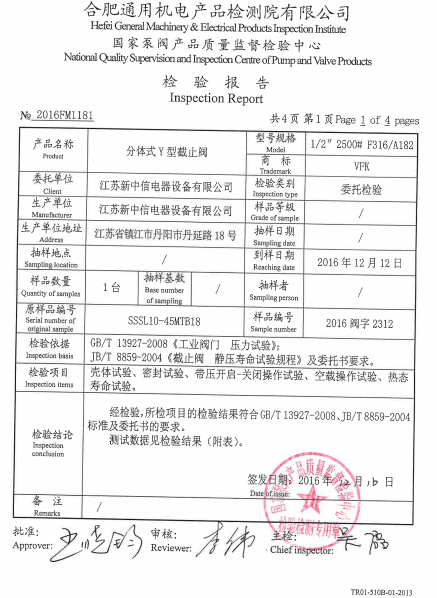 合肥通用机电产品检测院有限公司
Hefei General Machinery & Electrical Products Inspection Institute
国家泵阀产品质量监督检验中心
National Quality Supervision and Inspection Centre of Pump and Valve Products
检 验 报 告
Inspection Report
№ 2016FM1181
共4页 第1页 Page 1 of 4 pages
产品名称 分体式Y型截止阀 型号规格 1/2" 2500# F316/A182
Product Model
商 标 VFK
Trademark
委托单位 江苏新中信电器设备有限公司 检验类别 委托检验
Client Inspection type
生产单位 江苏新中信电器设备有限公司 样品等级 /
Manufacturer Grade of sample
生产单位地址 江苏省镇江市丹阳市丹延路18号 抽样日期 /
Address Sampling date
抽样地点 / 到样日期 2016年12月12日
Sampling location Reaching date
样品数量 1台 抽样基数 / 抽样者 /
Quantity of samples Base number of sampling Sampling person
原样品编号 SSSL10-45MTB18 样品编号 2016阀字2312
Serial number of original sample Sample number
检验依据 GB/T 13927-2008《工业阀门 压力试验》;
Inspection basis JB/T 8859-2004《截止阀 静压寿命试验规程》及委托书要求。
检验项目 壳体试验、密封试验、带压开启-关闭操作试验、空载操作试验、热态
Inspection items 寿命试验。
检验结论 经检验,所检项目的检验结果符合GB/T 13927-2008、JB/T 8859-2004
Inspection conclusion 标准及委托书的要求。
测试数据见检验结果(附表)。
签发日期: 2016年12月16日
Date of issue:
备 注 /
Remarks
批准: 审核: 主检:
Approver: Reviewer: Chief inspector:
检验检测专用章
TR01-510B-01-2013